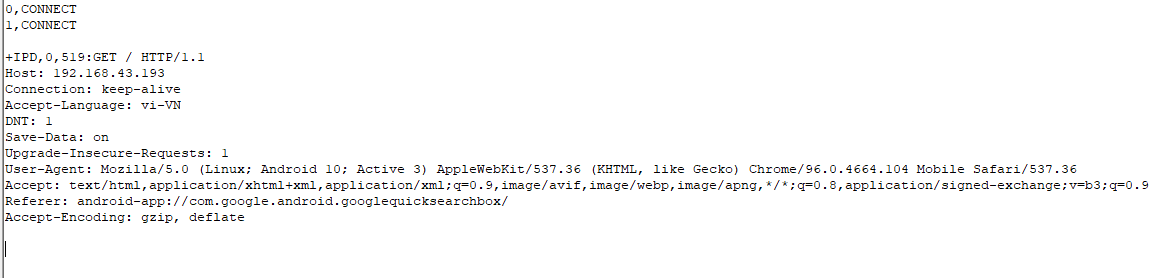 0,CONNECT
1,CONNECT
+IPD,0,519:GET / HTTP/1.1
Host: 192.168.43.193
Connection: keep-alive
Accept-Language: vi-VN
DNT: 1
Save-Data: on
Upgrade-Insecure-Requests: 1
User-Agent: Mozilla/5.0 (Linux; Android 10; Active 3) AppleWebKit/537.36 (KHTML, like Gecko) Chrome/96.0.4664.104 Mobile Safari/537.36
Accept: text/html,application/xhtml+xml,application/xml;q=0.9,image/avif,image/webp,image/apng,*/*;q=0.8,application/signed-exchange;v=b3;q=0.9
Referer: android-app://com.google.android.googlequicksearchbox/
Accept-Encoding: gzip, deflate